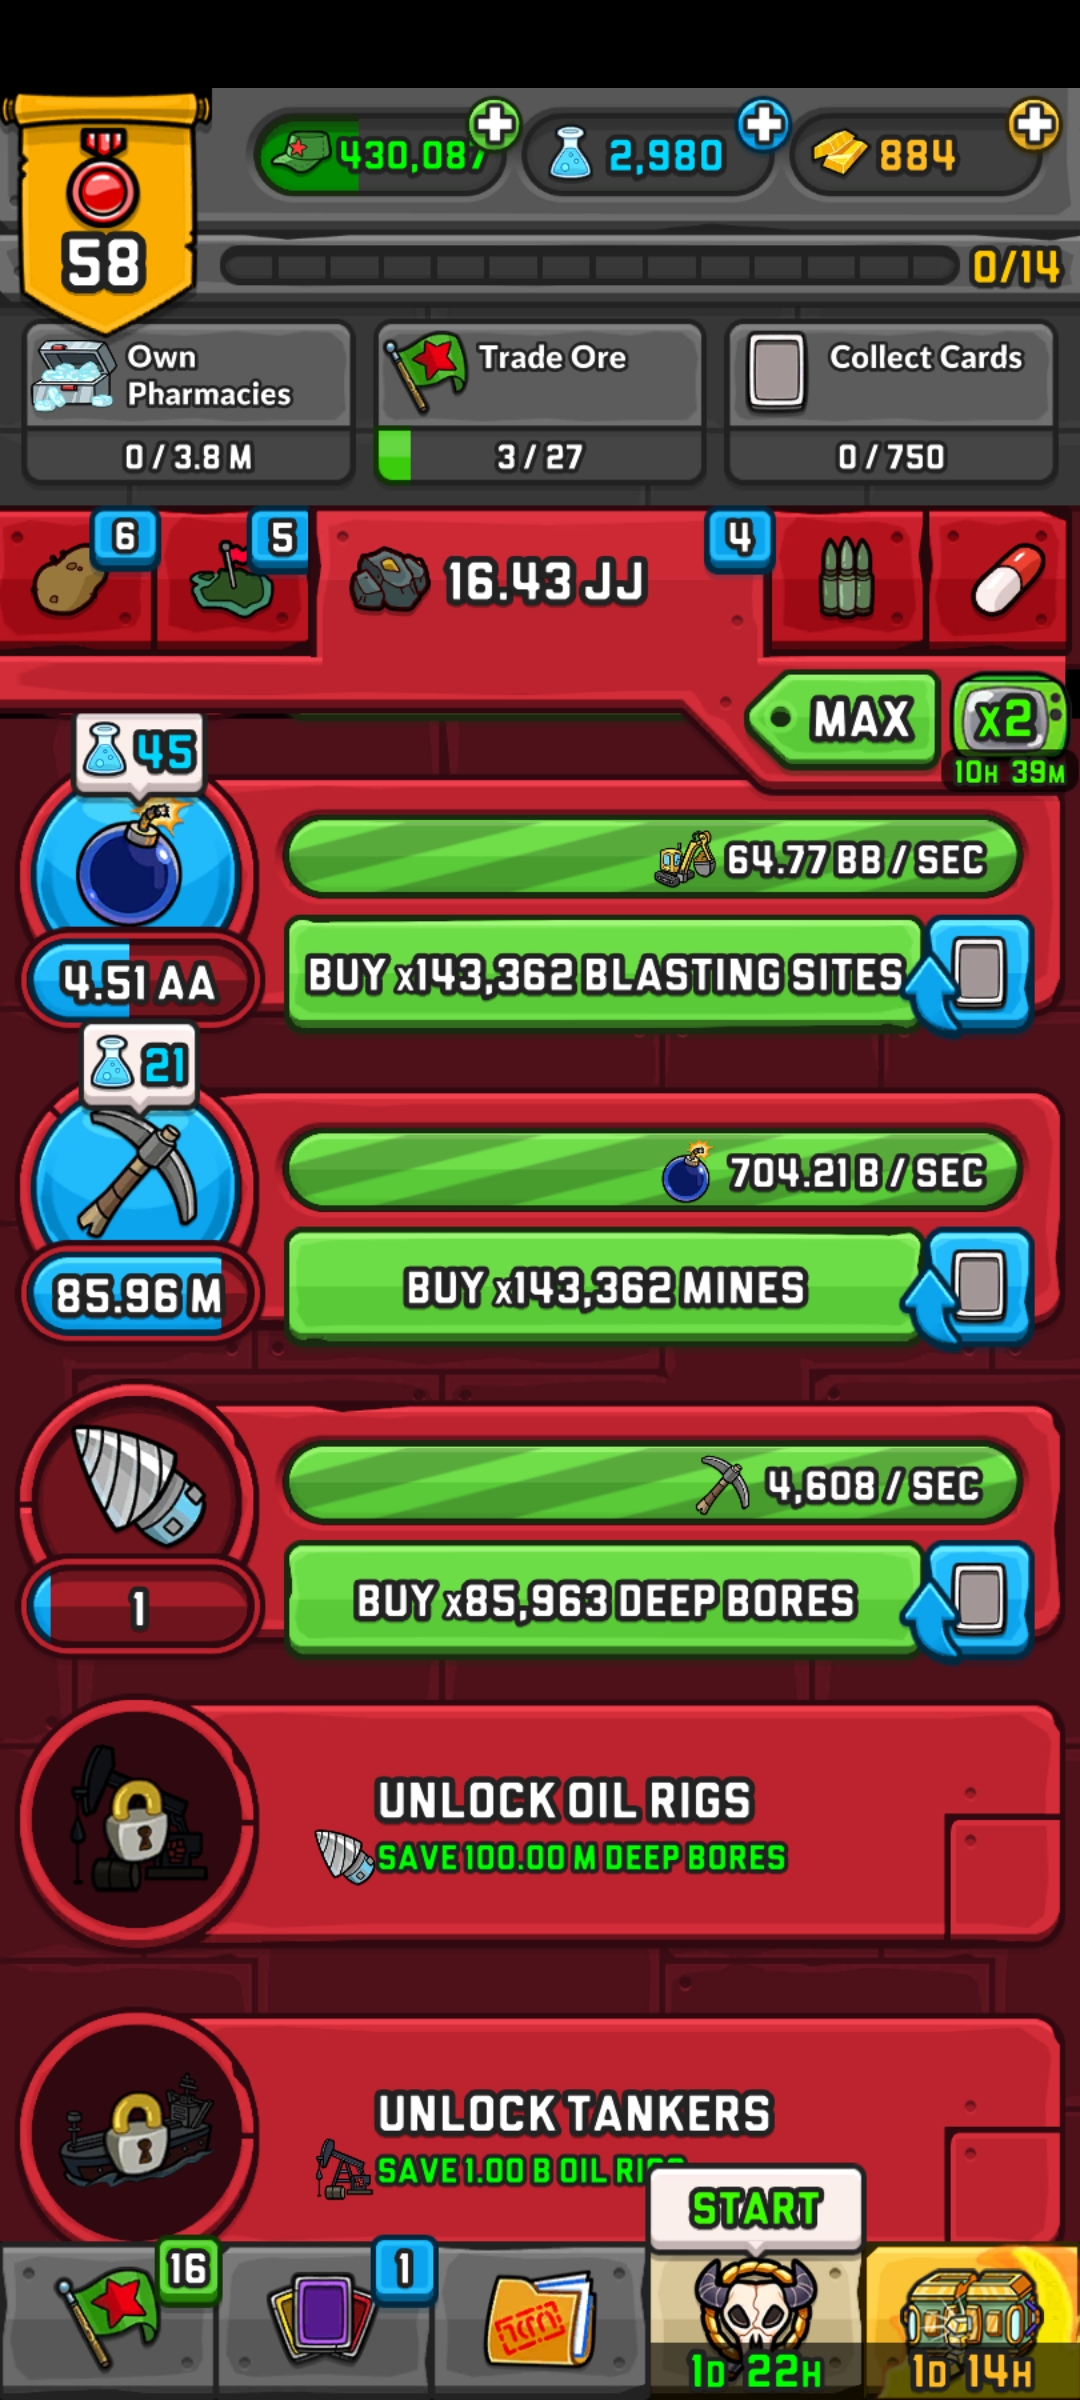 430,087
2,980
884
58
0/14
Own
Pharmacies
0 / 3.8 M
Trade Ore
3 / 27
Collect Cards
0 / 750
6
5
16.43 JJ
4
MAX
x2
10H 39M
45
64.77 BB / SEC
4.51 AA
BUY x143,362 BLASTING SITES
21
704.21 B / SEC
85.96 M
BUY x143,362 MINES
4,608 / SEC
1
BUY x85,963 DEEP BORES
UNLOCK OIL RIGS
SAVE 100.00 M DEEP BORES
UNLOCK TANKERS
SAVE 1.00 B OIL RIGS
START
16
1
1D 22H
1D 14H